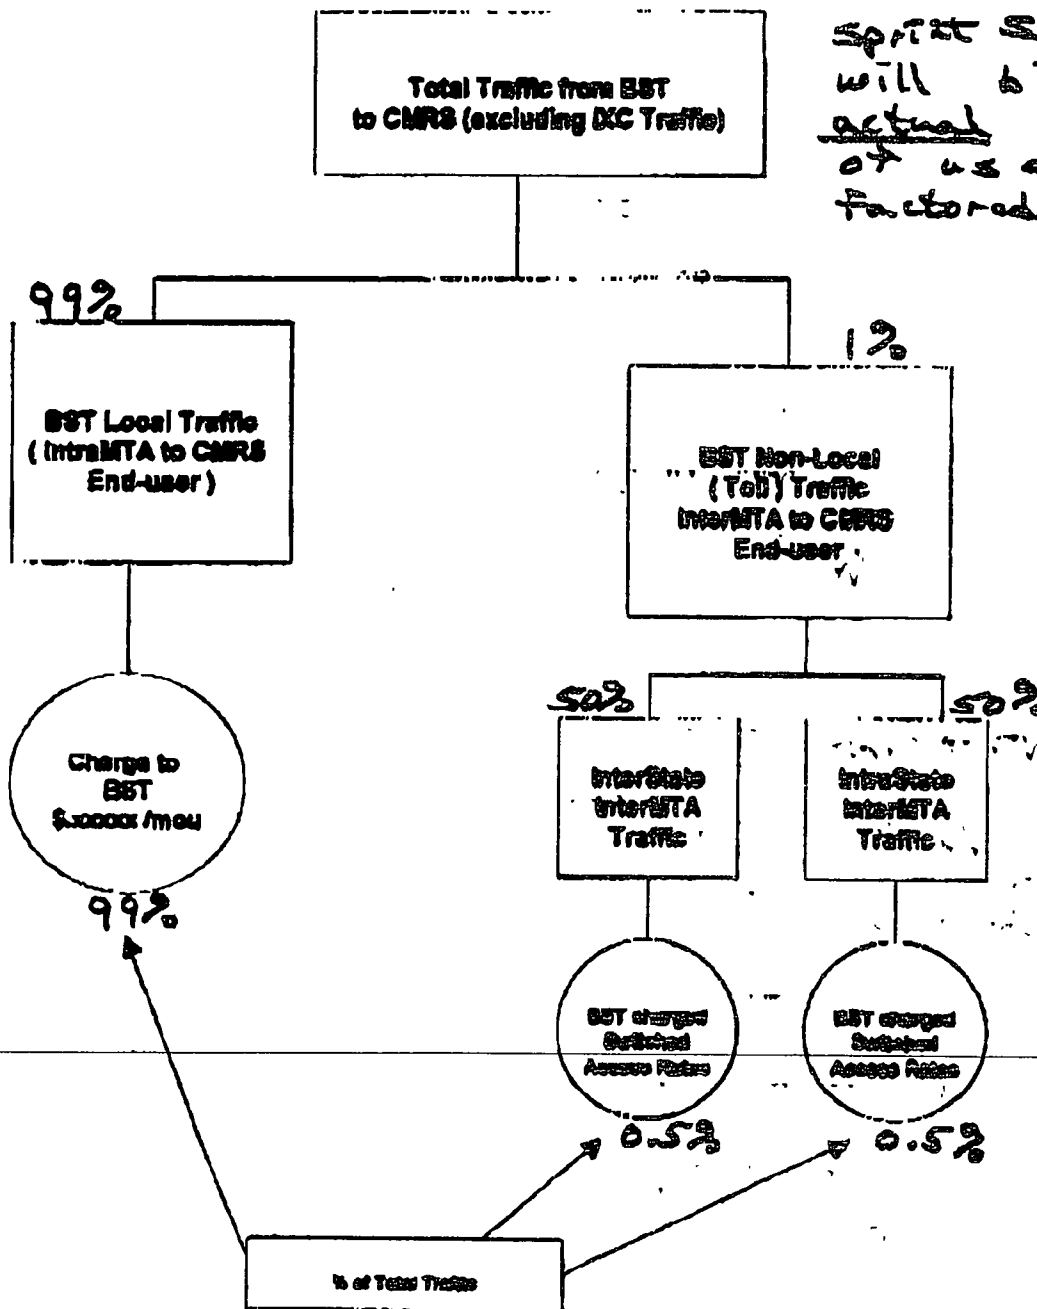 Total Traffic from BST
to CMRS (excluding IXC Traffic)
Sprint
will
actual
of
factored
99%
1%
BST Local Traffic
( IntraMTA to CMRS
End-user )
BST Non-Local
( Toll ) Traffic
InterMTA to CMRS
End-user
50%
50%
Charge to
BST
$.xxxxxx /mou
InterState
InterMTA
Traffic
IntraState
InterMTA
Traffic
99%
BST charged
Switched
Access Rates
BST charged
Switched
Access Rates
0.5%
0.5%
% of Total Traffic